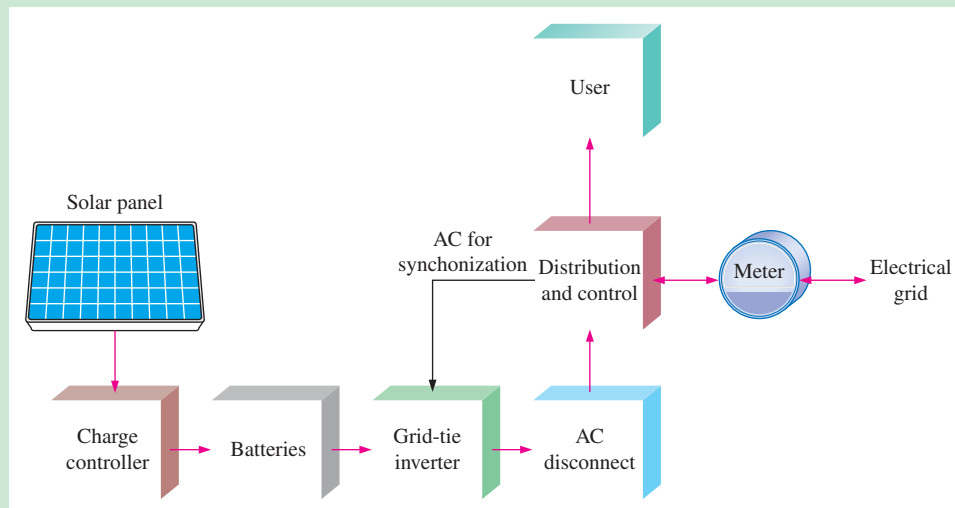 User
Solar panel
AC for
synchonization
Distribution
and control
Meter
Electrical
grid
Charge
controller
Batteries
Grid-tie
inverter
AC
disconnect